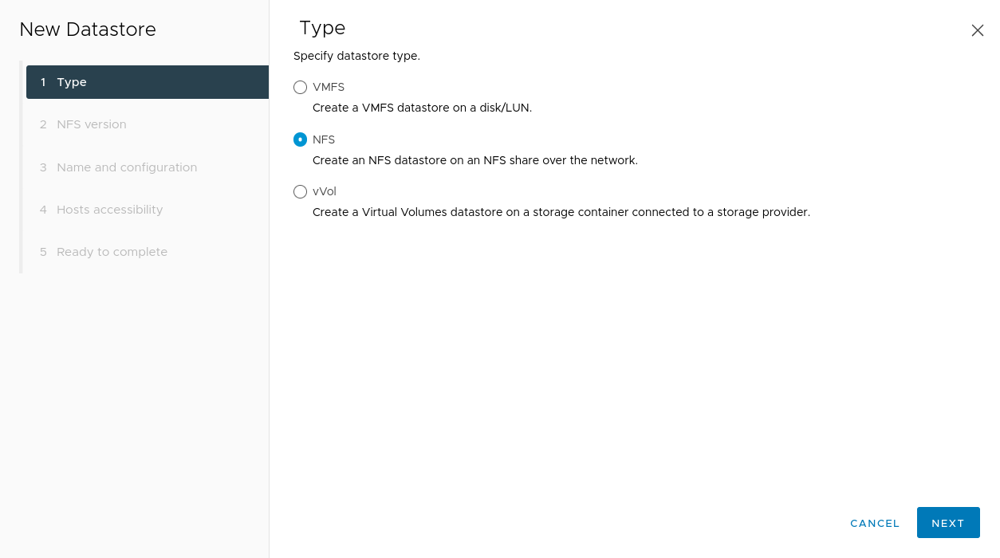 New Datastore
1 Type
2 NFS version
3 Name and configuration
4 Hosts accessibility
5 Ready to complete
Type
Specify datastore type.
VMFS
Create a VMFS datastore on a disk/LUN.
NFS
Create an NFS datastore on an NFS share over the network.
vVol
Create a Virtual Volumes datastore on a storage container connected to a storage provider.
CANCEL NEXT